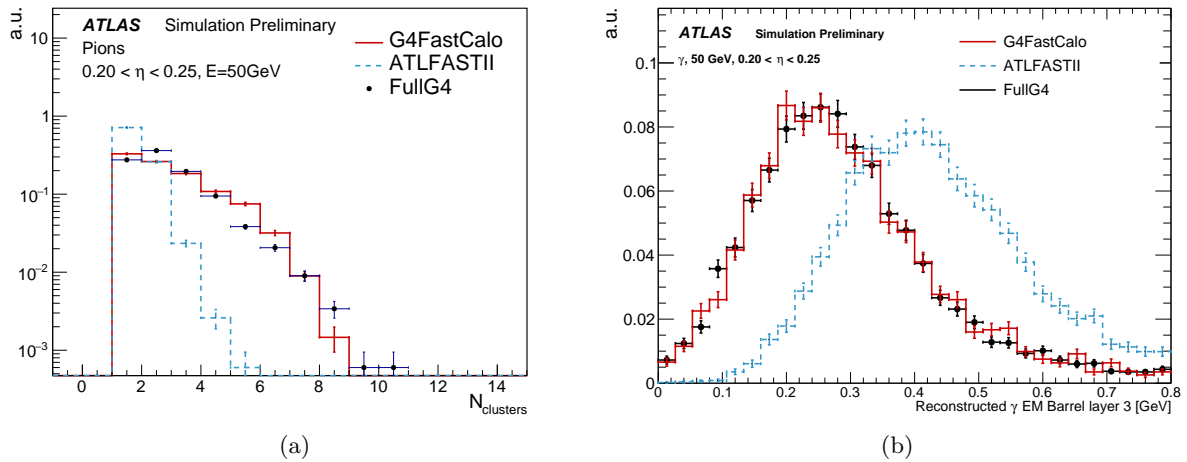 a.u.
ATLAS Simulation Preliminary
Pions
0.20 < η < 0.25, E=50GeV
G4FastCalo
ATLFASTII
FullG4
10
1
10⁻¹
10⁻²
10⁻³
0 2 4 6 8 10 12 14
N_clusters
(a)
a.u.
ATLAS Simulation Preliminary
γ, 50 GeV, 0.20 < η < 0.25
G4FastCalo
ATLFASTII
FullG4
0.1
0.08
0.06
0.04
0.02
0
0 0.1 0.2 0.3 0.4 0.5 0.6 0.7 0.8
Reconstructed γ EM Barrel layer 3 [GeV]
(b)